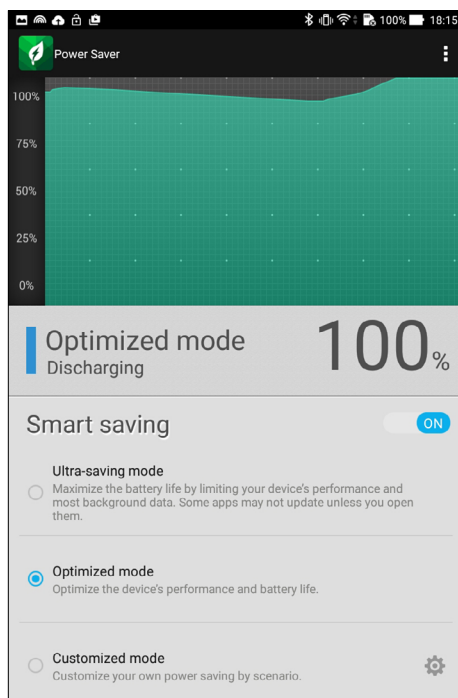 100% 18:15
Power Saver
100%
75%
50%
25%
0%
Optimized mode
Discharging
100%
Smart saving
ON
Ultra-saving mode
Maximize the battery life by limiting your device's performance and
most background data. Some apps may not update unless you open
them.
Optimized mode
Optimize the device's performance and battery life.
Customized mode
Customize your own power saving by scenario.